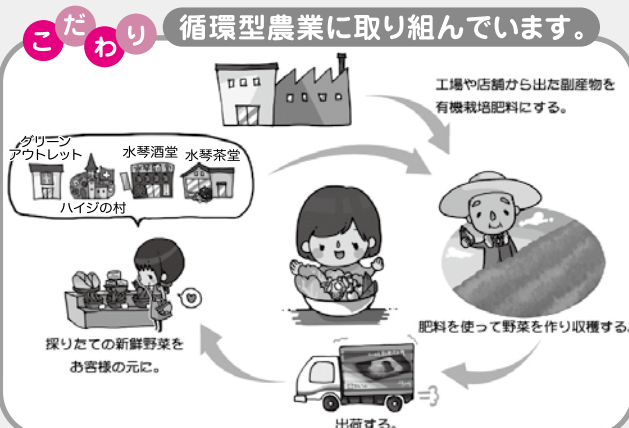 こだわり 循環型農業に取り組んでいます。
工場や店舗から出た副産物を
有機栽培肥料にする。
グリーン
アウトレット
水琴酒堂 水琴茶堂
ハイジの村
肥料を使って野菜を作り収穫する。
採りたての新鮮野菜を
お客様の元に。
出荷する。